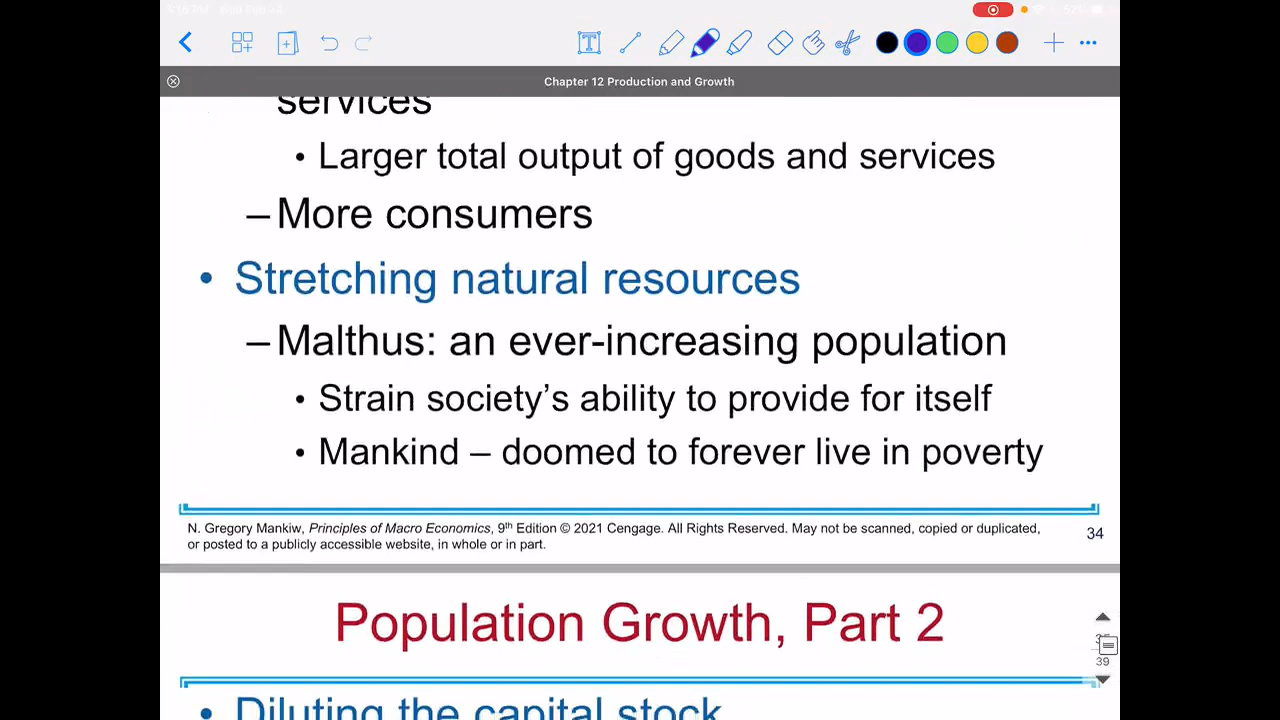 Chapter 12 Production and Growth
services
• Larger total output of goods and services
– More consumers
• Stretching natural resources
– Malthus: an ever-increasing population
• Strain society’s ability to provide for itself
• Mankind – doomed to forever live in poverty
N. Gregory Mankiw, Principles of Macro Economics, 9th Edition © 2021 Cengage. All Rights Reserved. May not be scanned, copied or duplicated,
or posted to a publicly accessible website, in whole or in part.
34
Population Growth, Part 2
39
• Diluting the capital stock